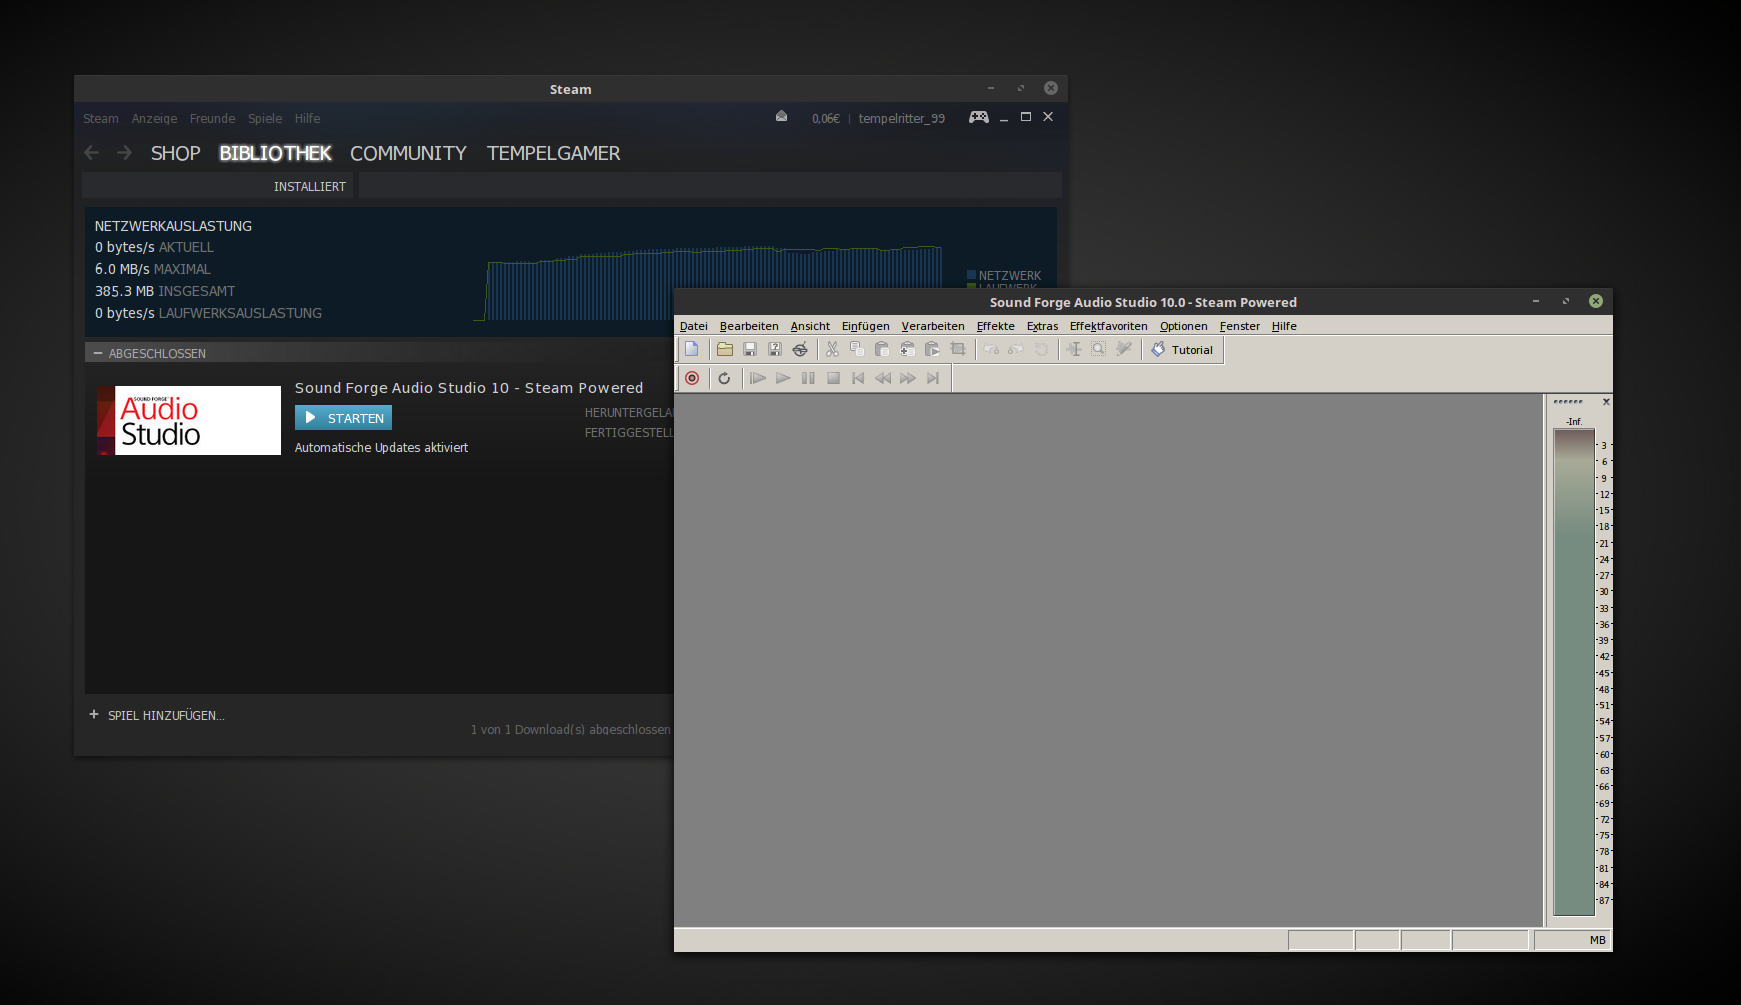 Steam
Steam Anzeige Freunde Spiele Hilfe
0,06€ | tempelritter_99
SHOP BIBLIOTHEK COMMUNITY TEMPELGAMER
INSTALLIERT
NETZWERKAUSLASTUNG
0 bytes/s AKTUELL
6.0 MB/s MAXIMAL
385.3 MB INSGESAMT
0 bytes/s LAUFWERKSAUSLASTUNG
NETZWERK
LAUFWERK
ABGESCHLOSSEN
SOUND FORGE
Audio
Studio
Sound Forge Audio Studio 10 - Steam Powered
STARTEN
Automatische Updates aktiviert
HERUNTERGELA
FERTIGGESTELL
+ SPIEL HINZUFÜGEN...
1 von 1 Download(s) abgeschlossen
Sound Forge Audio Studio 10.0 - Steam Powered
Datei Bearbeiten Ansicht Einfügen Verarbeiten Effekte Extras Effektfavoriten Optionen Fenster Hilfe
Tutorial
-Inf.
3
6
9
12
15
18
21
24
27
30
33
36
39
42
45
48
51
54
57
60
63
66
69
72
75
78
81
84
87
MB